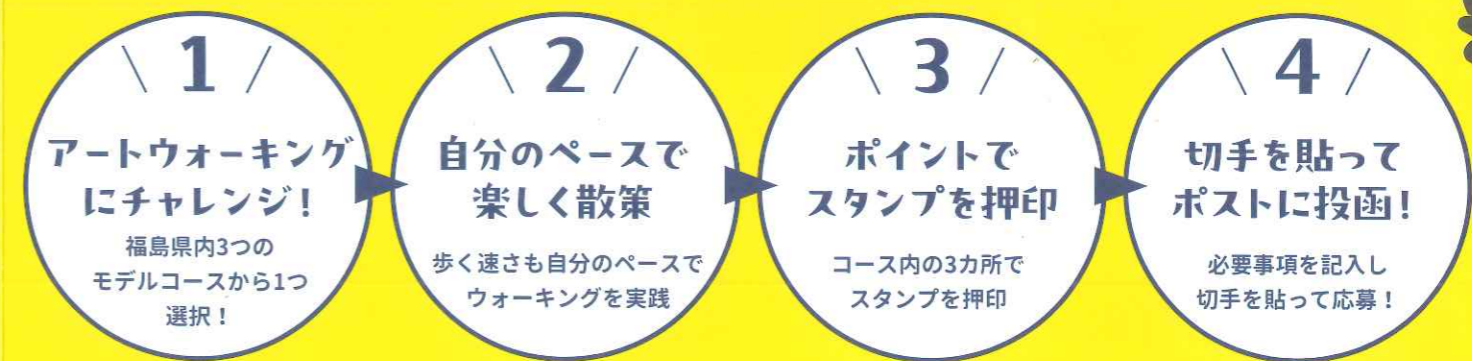 1
アートウォーキング
にチャレンジ!
福島県内3つの
モデルコースから1つ
選択!
2
自分のペースで
楽しく散策
歩く速さも自分のペースで
ウォーキングを実践
3
ポイントで
スタンプを押印
コース内の3カ所で
スタンプを押印
4
切手を貼って
ポストに投函!
必要事項を記入し
切手を貼って応募!